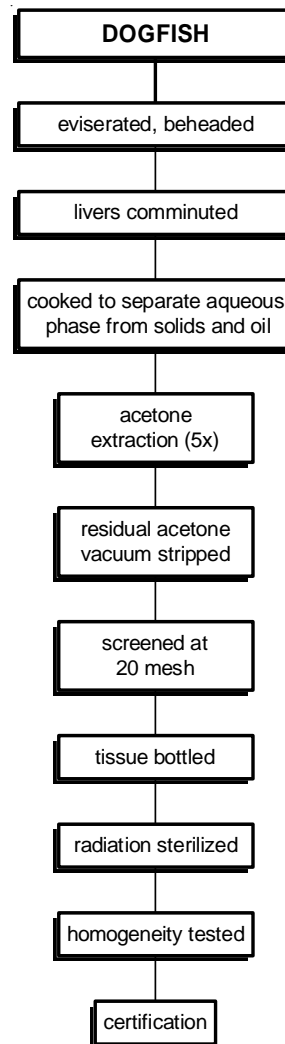 DOGFISH
eviserated, beheaded
livers comminuted
cooked to separate aqueous
phase from solids and oil
acetone
extraction (5x)
residual acetone
vacuum stripped
screened at
20 mesh
tissue bottled
radiation sterilized
homogeneity tested
certification